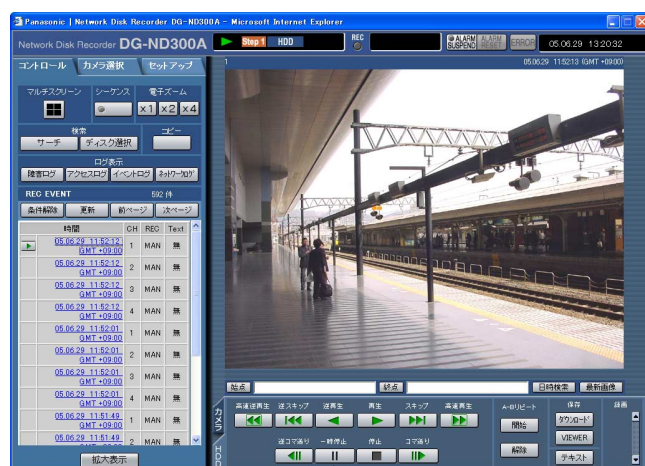 Panasonic | Network Disk Recorder DG-ND300A - Microsoft Internet Explorer
Network Disk Recorder DG-ND300A
Step 1 HDD
REC
ALARM SUSPEND
ALARM RESET
ERROR
05.06.29 13:20:32
コントロール カメラ選択 セットアップ
1
05.06.29 11:52:13 (GMT +09:00)
マルチスクリーン シーケンス 電子ズーム
x1 x2 x4
検索 コピー
サーチ ディスク選択
ログ表示
障害ログ アクセスログ イベントログ ネットワークログ
REC EVENT 592 件
条件解除 更新 前ページ 次ページ
時間 CH REC Text
05.06.29 11:52:12 GMT +09:00 1 MAN 無
05.06.29 11:52:12 GMT +09:00 2 MAN 無
05.06.29 11:52:12 GMT +09:00 3 MAN 無
05.06.29 11:52:12 GMT +09:00 4 MAN 無
05.06.29 11:52:01 GMT +09:00 1 MAN 無
05.06.29 11:52:01 GMT +09:00 2 MAN 無
05.06.29 11:52:01 GMT +09:00 3 MAN 無
05.06.29 11:52:01 GMT +09:00 4 MAN 無
05.06.29 11:51:49 GMT +09:00 1 MAN 無
05.06.29 11:51:49 GMT +09:00 2 MAN 無
拡大表示
始点 終点 日時検索 最新画像
カメラ
HDD
高速逆再生 逆スキップ 逆再生 再生 スキップ 高速再生
逆コマ送り 一時停止 停止 コマ送り
A-Bリピート
開始
解除
保存
ダウンロード
VIEWER
テキスト
録画